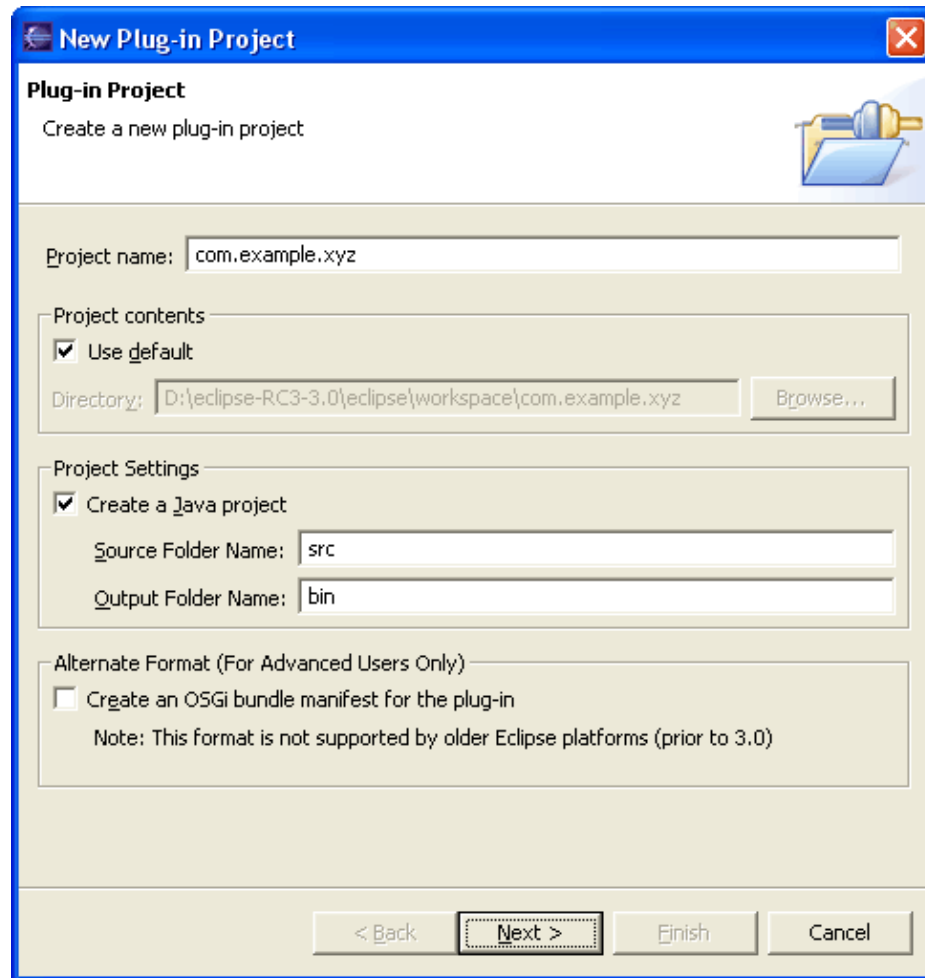 New Plug-in Project
Plug-in Project
Create a new plug-in project
Project name: com.example.xyz
Project contents
Use default
Directory: D:\eclipse-RC3-3.0\eclipse\workspace\com.example.xyz Browse...
Project Settings
Create a Java project
Source Folder Name: src
Output Folder Name: bin
Alternate Format (For Advanced Users Only)
Create an OSGi bundle manifest for the plug-in
Note: This format is not supported by older Eclipse platforms (prior to 3.0)
< Back Next > Finish Cancel